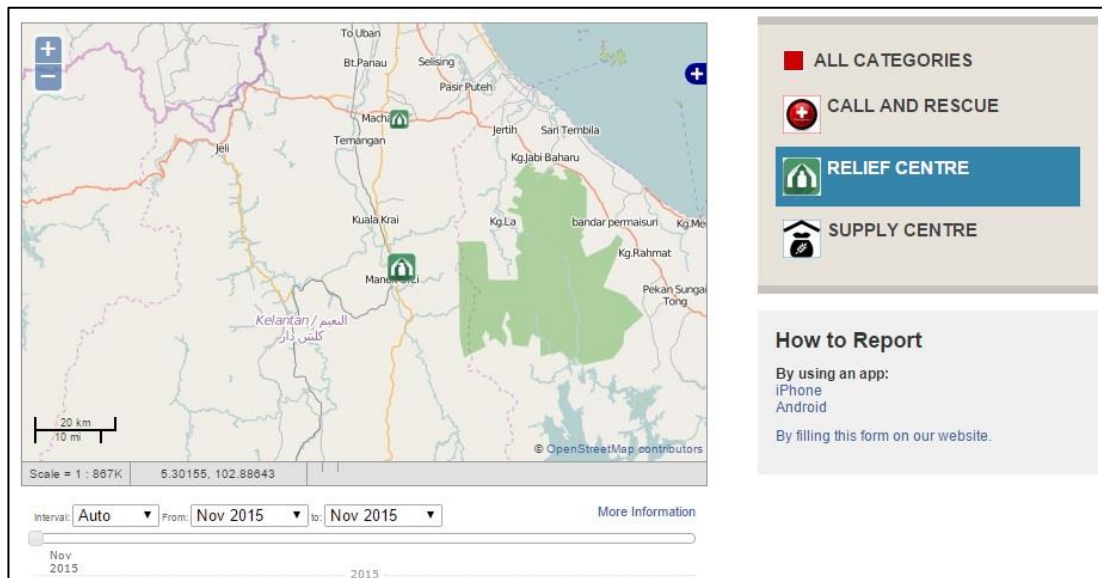 +
−
To Uban
Bt.Panau
Selising
Pasir Puteh
Temangan
Jeli
Jertih
Sari Tembila
Kg.Jabi Baharu
Kuala Krai
Kg.La
bandar permaisuri
Kg.Rahmat
Pekan Sungai
Tong
Kelantan / النعيم
كلنتن دار
20 km
10 mi
© OpenStreetMap contributors
Scale = 1 : 867K
5.30155, 102.88643
Interval: Auto From: Nov 2015 to: Nov 2015
More Information
Nov
2015
2015
ALL CATEGORIES
CALL AND RESCUE
RELIEF CENTRE
SUPPLY CENTRE
How to Report
By using an app:
iPhone
Android
By filling this form on our website.